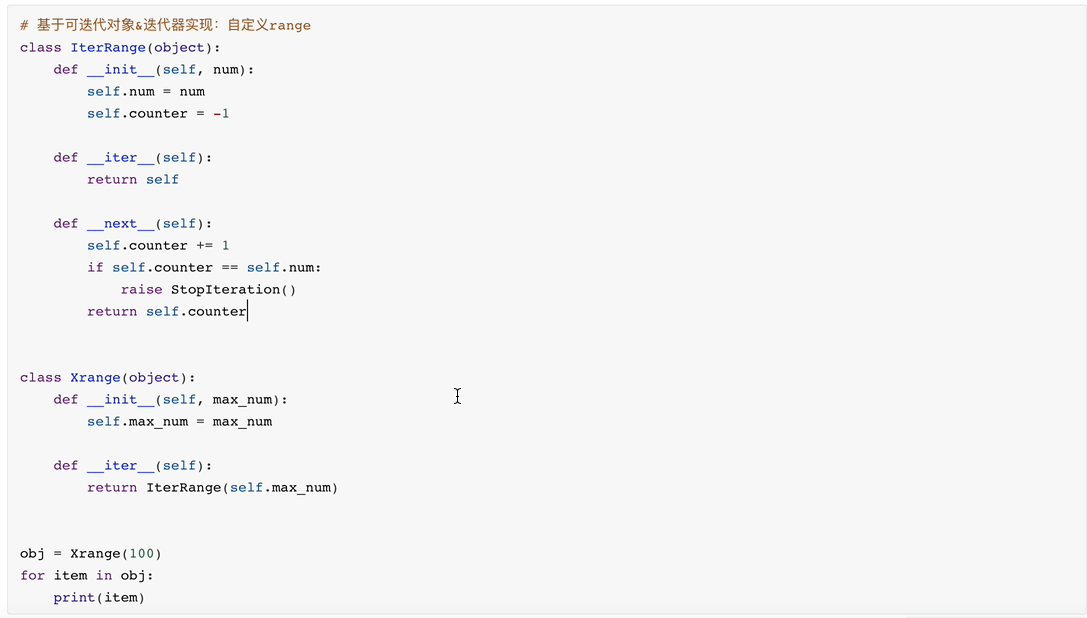 # 基于可迭代对象&迭代器实现：自定义range
class IterRange(object):
    def __init__(self, num):
        self.num = num
        self.counter = -1

    def __iter__(self):
        return self

    def __next__(self):
        self.counter += 1
        if self.counter == self.num:
            raise StopIteration()
        return self.counter


class Xrange(object):
    def __init__(self, max_num):
        self.max_num = max_num

    def __iter__(self):
        return IterRange(self.max_num)


obj = Xrange(100)
for item in obj:
    print(item)